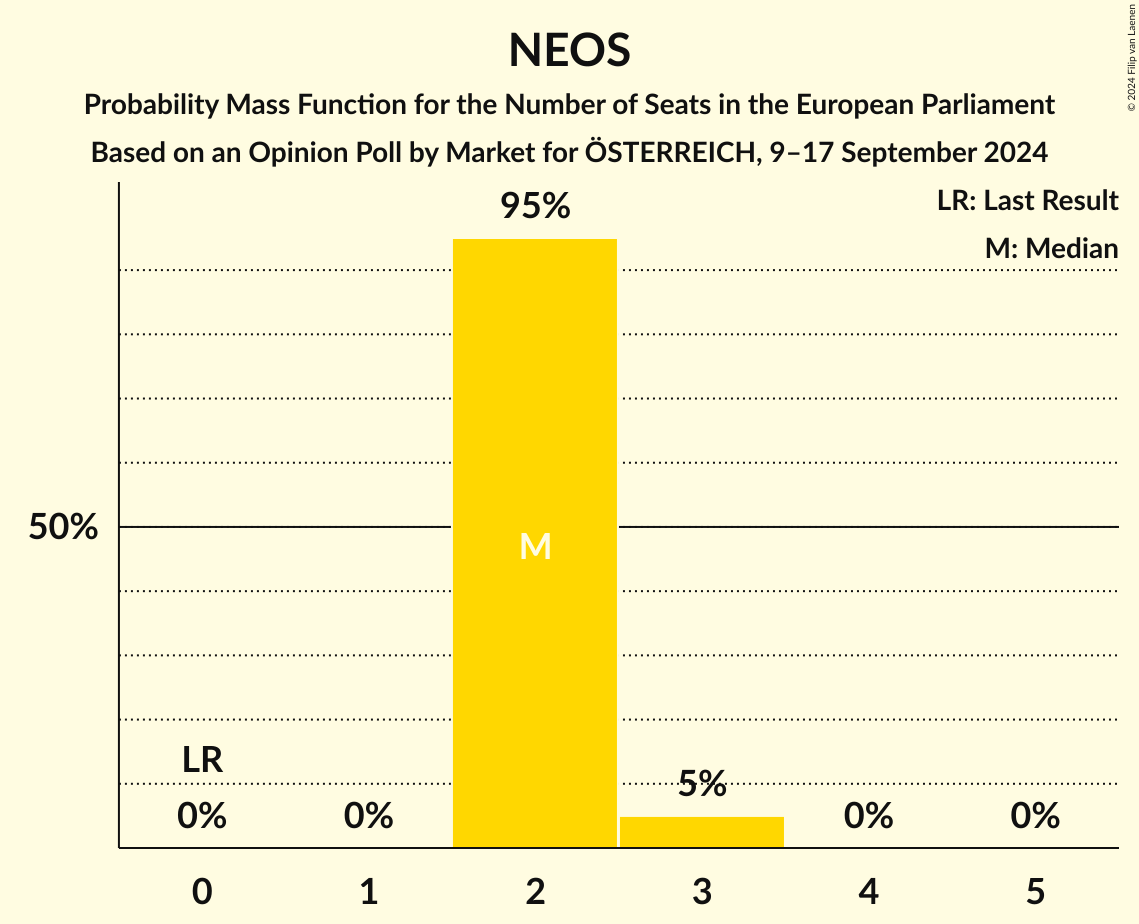 NEOS
Probability Mass Function for the Number of Seats in the European Parliament
Based on an Opinion Poll by Market for ÖSTERREICH, 9–17 September 2024
© 2024 Filip van Laenen
LR: Last Result
M: Median
95%
50%
M
LR
5%
0%
0%
0%
0%
0
1
2
3
4
5